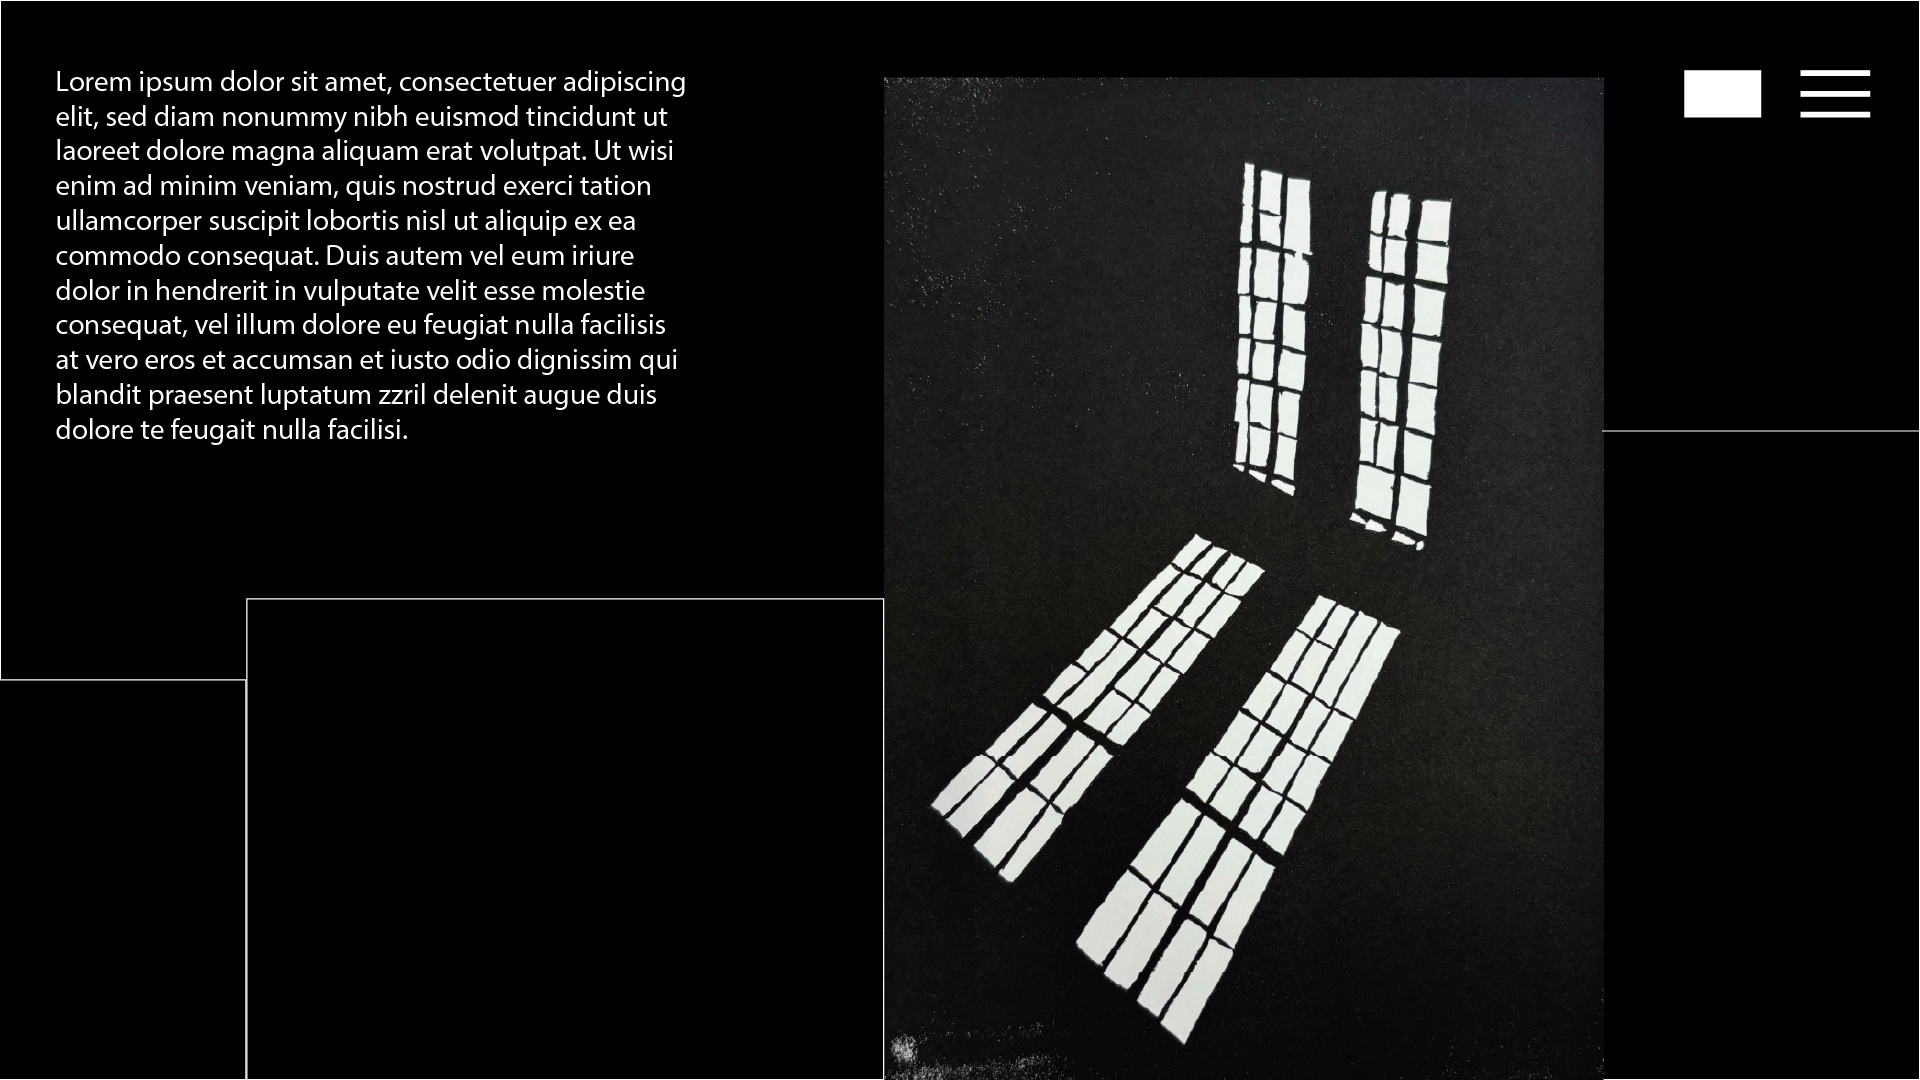 Lorem ipsum dolor sit amet, consectetuer adipiscing
elit, sed diam nonummy nibh euismod tincidunt ut
laoreet dolore magna aliquam erat volutpat. Ut wisi
enim ad minim veniam, quis nostrud exerci tation
ullamcorper suscipit lobortis nisl ut aliquip ex ea
commodo consequat. Duis autem vel eum iriure
dolor in hendrerit in vulputate velit esse molestie
consequat, vel illum dolore eu feugiat nulla facilisis
at vero eros et accumsan et iusto odio dignissim qui
blandit praesent luptatum zzril delenit augue duis
dolore te feugait nulla facilisi.